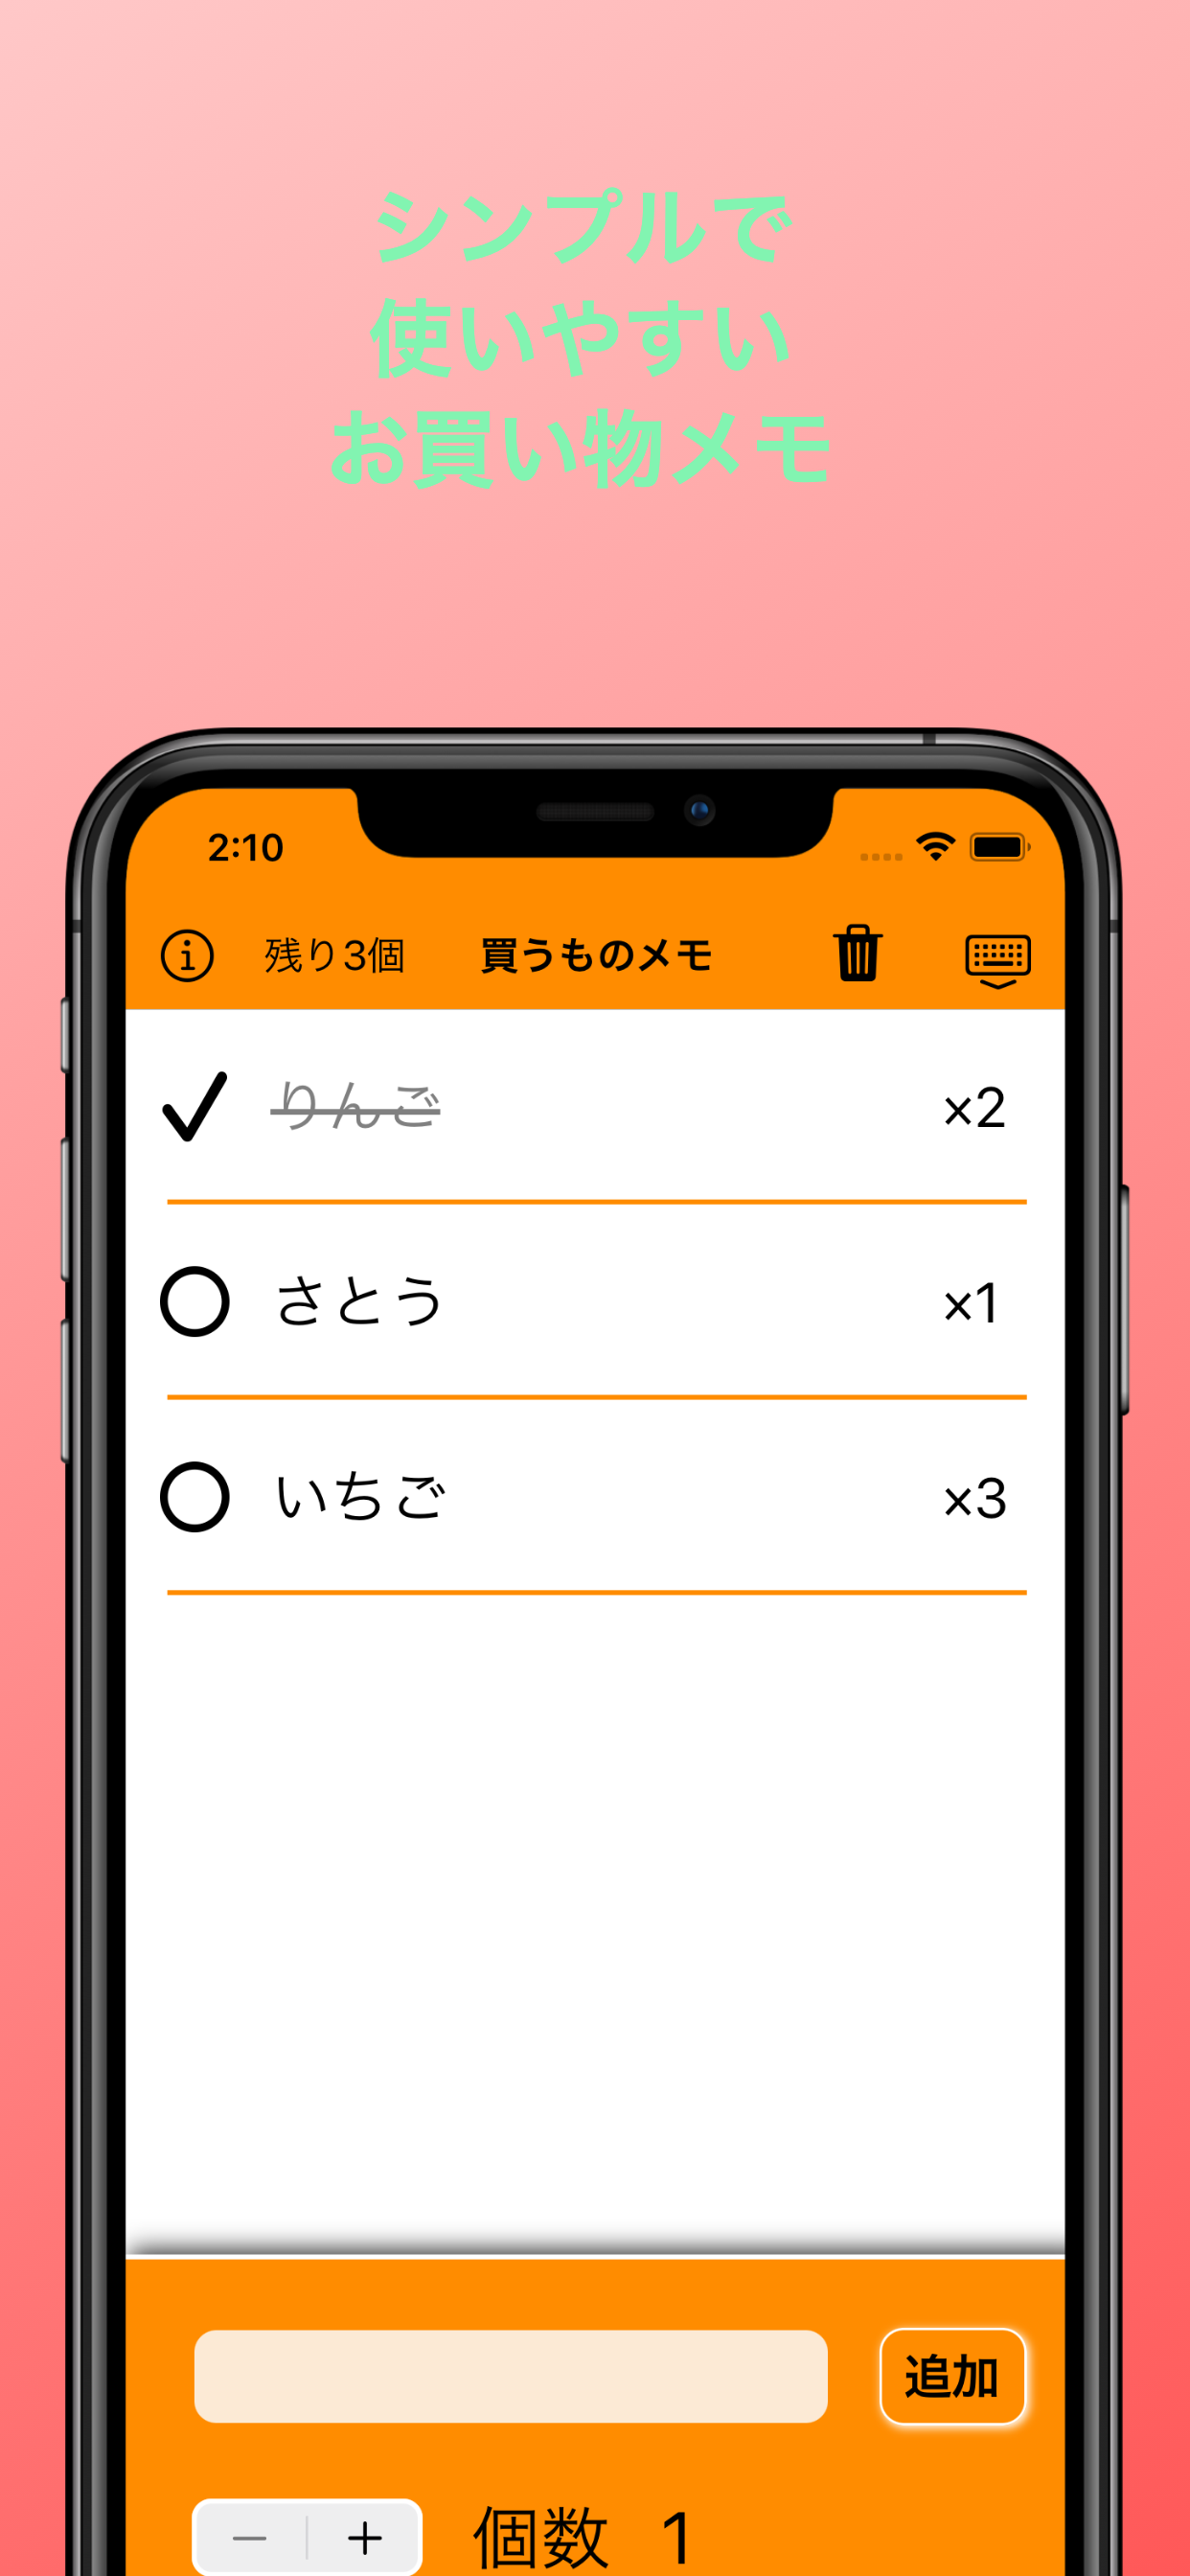 シンプルで
使いやすい
お買い物メモ
2:10
残り3個 買うもののメモ
りんご ×2
さとう ×1
いちご ×3
追加
− + 個数 1